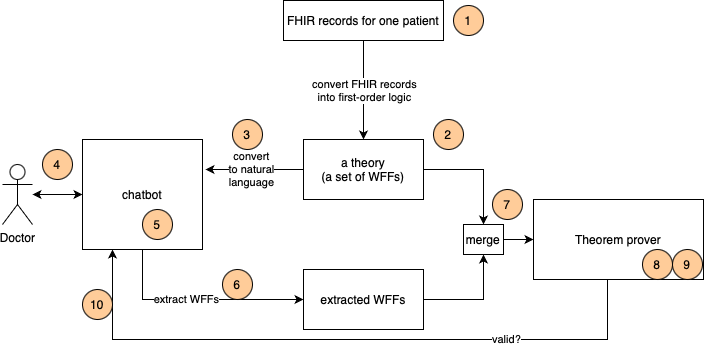 FHIR records for one patient
1
convert FHIR records
into first-order logic
3
2
convert
to natural
language
a theory
(a set of WFFs)
4
chatbot
5
Doctor
7
merge
Theorem prover
8
9
6
extract WFFs
extracted WFFs
10
valid?